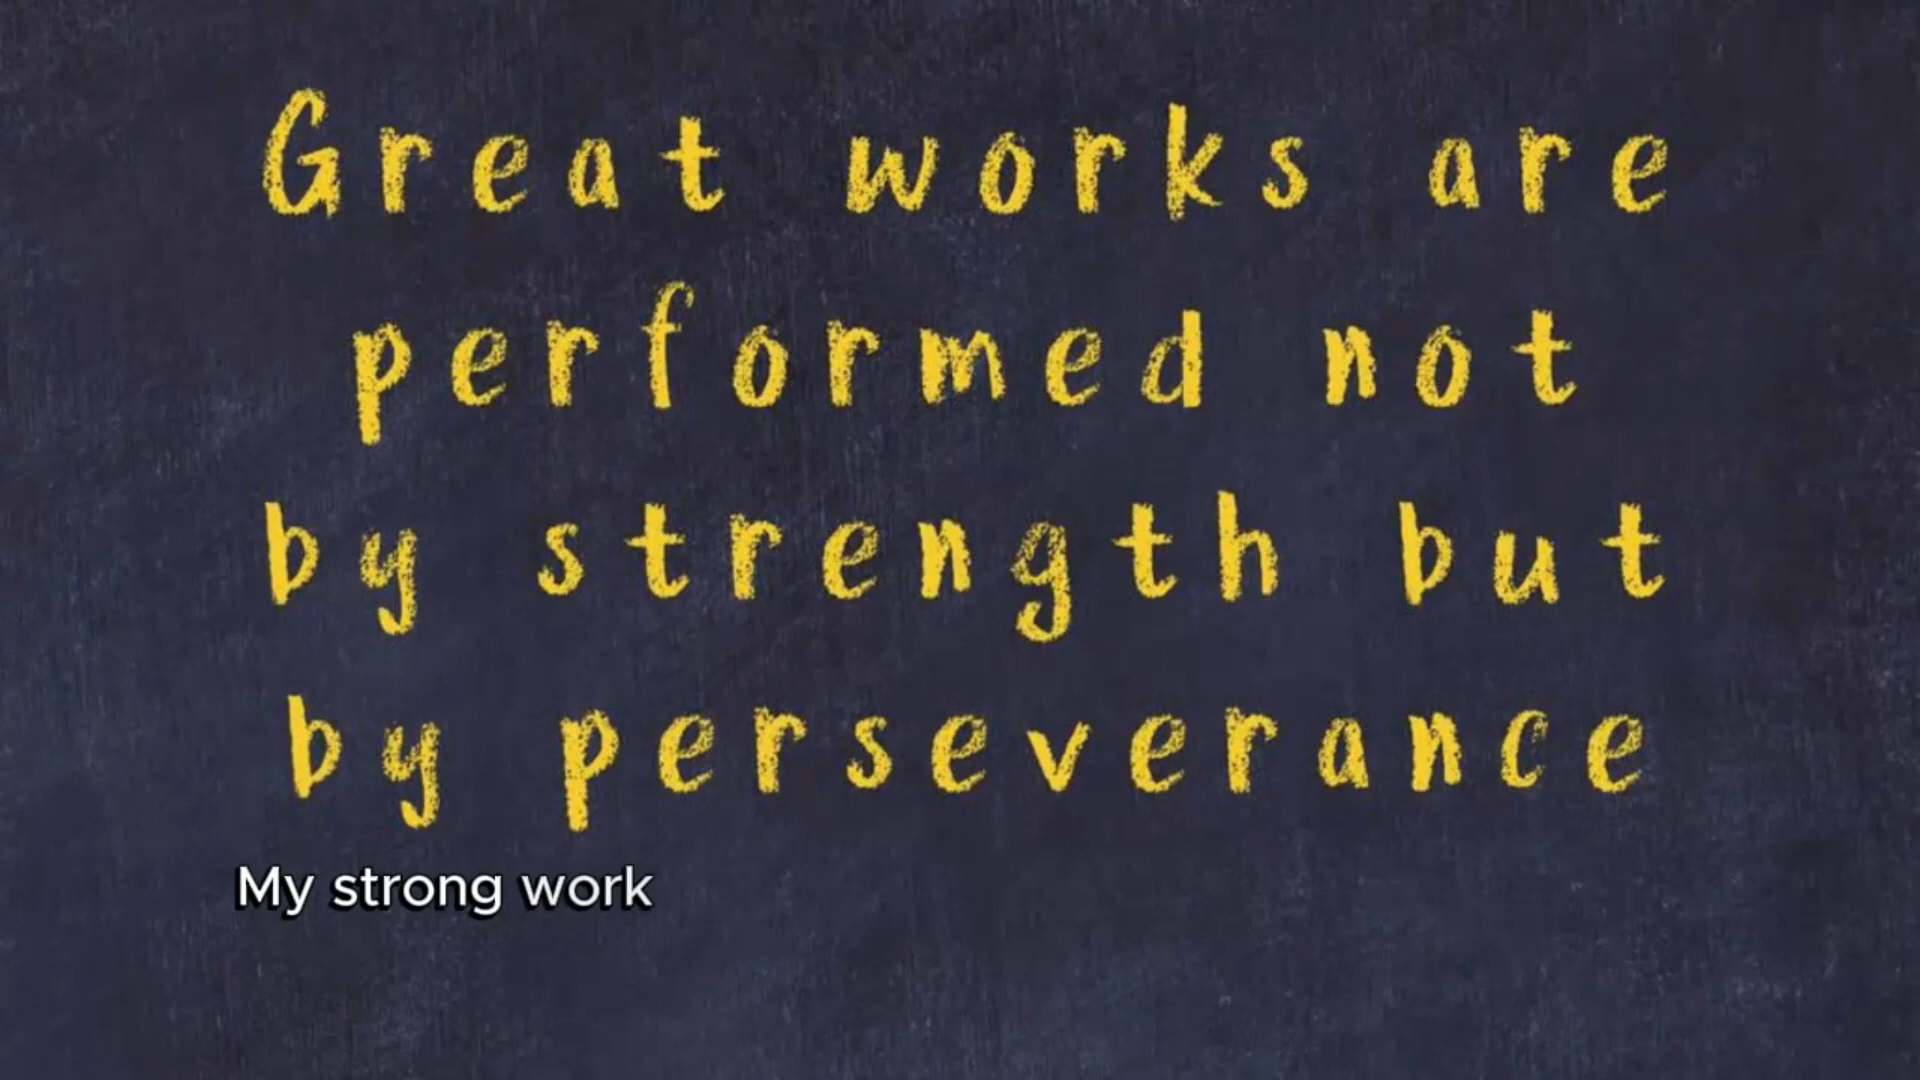 Great works are
performed not
by strength but
by perseverance
My strong work